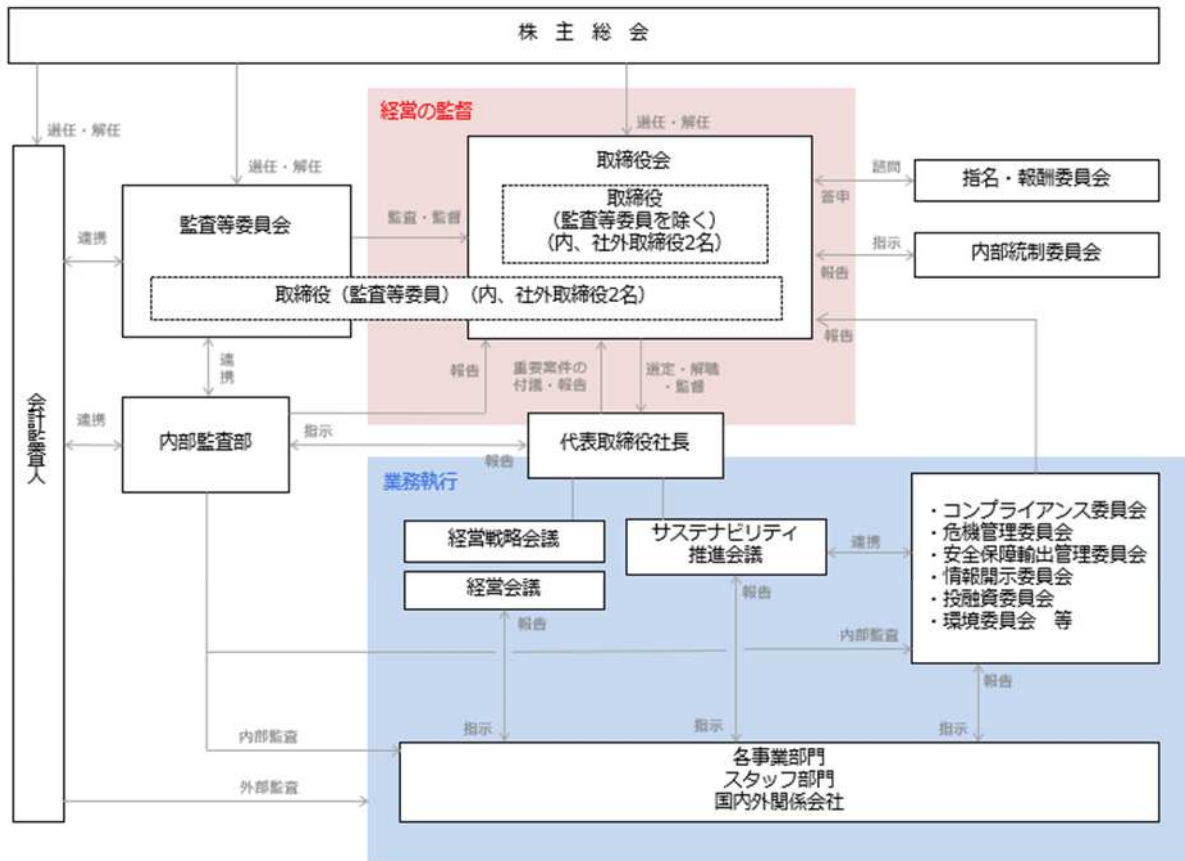 株 主 総 会
経営の監督
選任・解任
選任・解任
選任・解任
取締役会
取締役
（監査等委員を除く）
（内、社外取締役2名）
諮問
答申
指名・報酬委員会
監査等委員会
監査・監督
連携
指示
報告
内部統制委員会
取締役（監査等委員）（内、社外取締役2名）
報告
連
携
報告
重要案件の
付議・報告
選定・解職
・監督
会計監査人
連携
内部監査部
指示
報告
代表取締役社長
業務執行
経営戦略会議
経営会議
サステナビリティ
推進会議
連携
・コンプライアンス委員会
・危機管理委員会
・安全保障輸出管理委員会
・情報開示委員会
・投融資委員会
・環境委員会　等
報告
報告
内部監査
報告
指示
指示
指示
内部監査
外部監査
各事業部門
スタッフ部門
国内外関係会社